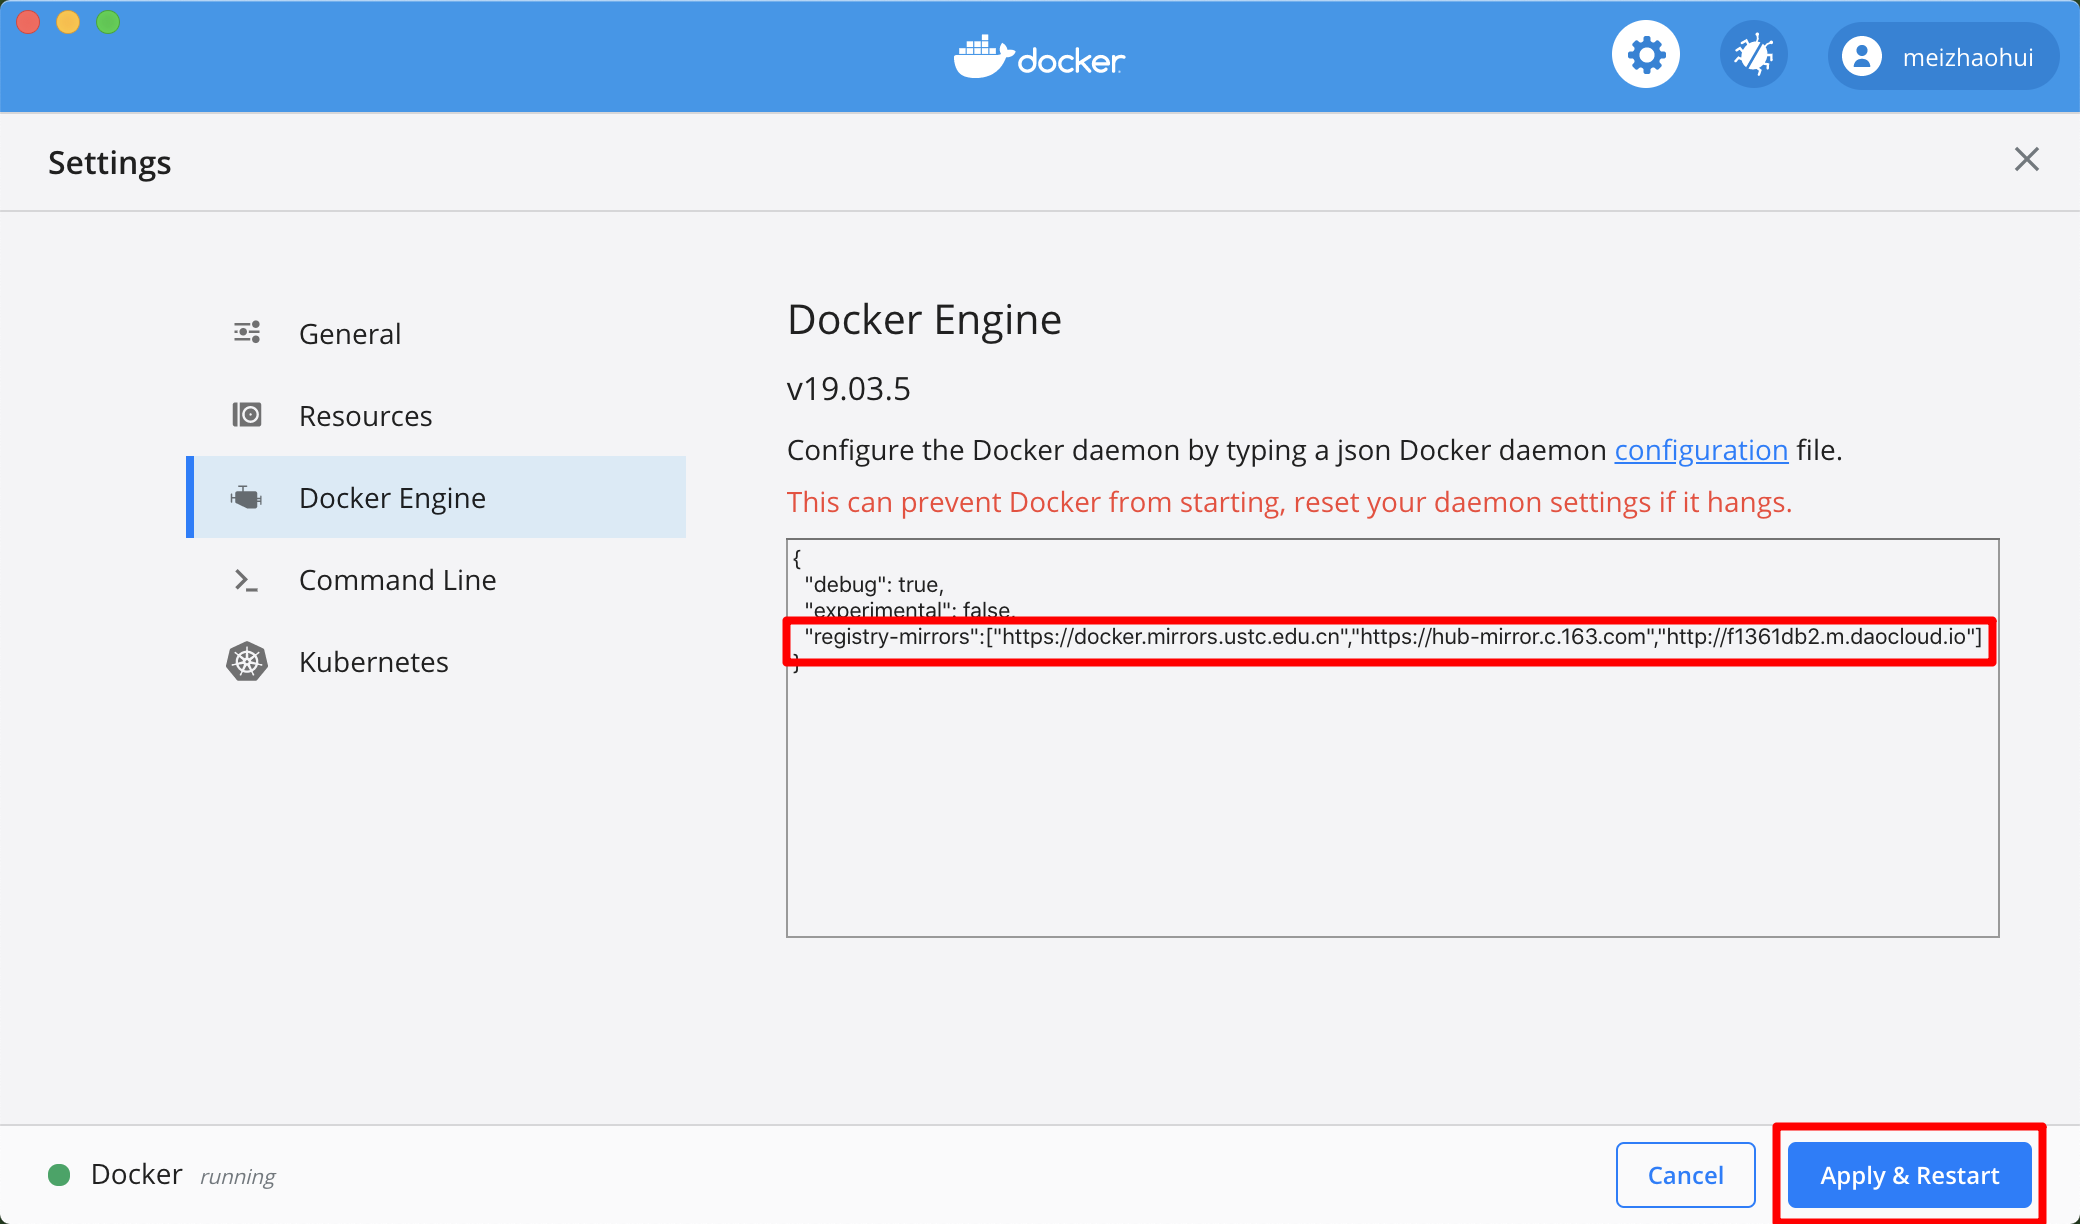 docker
meizhaohui
Settings
General
Resources
Docker Engine
Command Line
Kubernetes
Docker Engine
v19.03.5
Configure the Docker daemon by typing a json Docker daemon configuration file.
This can prevent Docker from starting, reset your daemon settings if it hangs.
{
"debug": true,
"experimental": false,
"registry-mirrors":["https://docker.mirrors.ustc.edu.cn","https://hub-mirror.c.163.com","http://f1361db2.m.daocloud.io"]
}
Docker running
Cancel
Apply & Restart